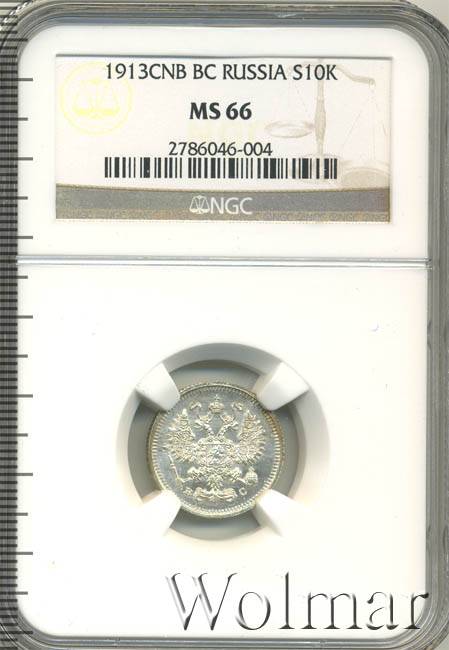 1913CNB BC RUSSIA S10K
MS 66
2786046-004
NGC
В С
Wolmar